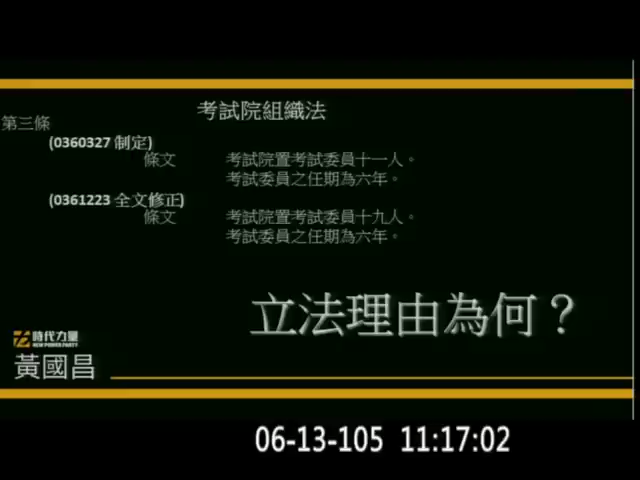 考試院組織法
第三條
(0360327 制定)
條文 考試院置考試委員十一人。
考試委員之任期為六年。
(0361223 全文修正)
條文 考試院置考試委員十九人。
考試委員之任期為六年。
立法理由為何？
時代力量
NEW POWER PARTY
黃國昌
06-13-105 11:17:02